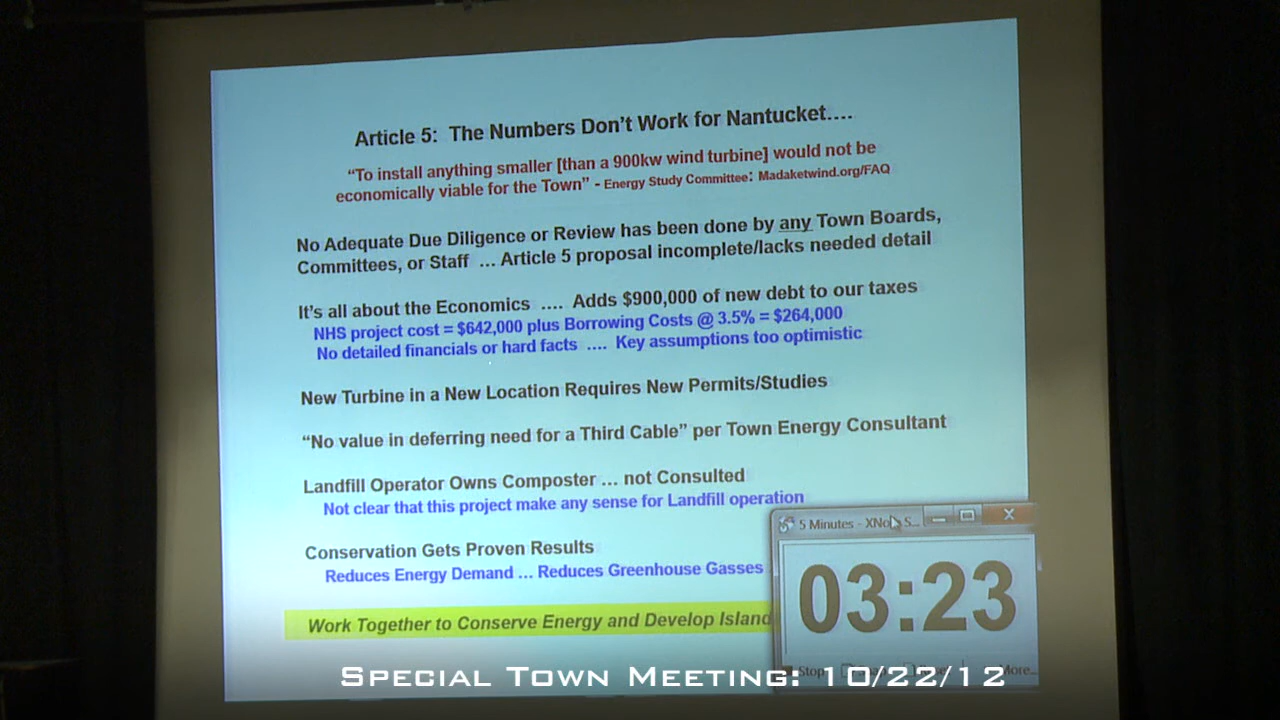 Article 5: The Numbers Don't Work for Nantucket....
"To install anything smaller [than a 900kw wind turbine] would not be
economically viable for the Town" - Energy Study Committee: Madaketwind.org/FAQ
No Adequate Due Diligence or Review has been done by any Town Boards,
Committees, or Staff ... Article 5 proposal incomplete/lacks needed detail
It's all about the Economics .... Adds $900,000 of new debt to our taxes
NHS project cost = $642,000 plus Borrowing Costs @ 3.5% = $264,000
No detailed financials or hard facts .... Key assumptions too optimistic
New Turbine in a New Location Requires New Permits/Studies
"No value in deferring need for a Third Cable" per Town Energy Consultant
Landfill Operator Owns Composter ... not Consulted
Not clear that this project make any sense for Landfill operation
Conservation Gets Proven Results
Reduces Energy Demand ... Reduces Greenhouse Gasses
Work Together to Conserve Energy and Develop Island
5 Minutes -
03:23
Stop
More...
Special Town Meeting: 10/22/12